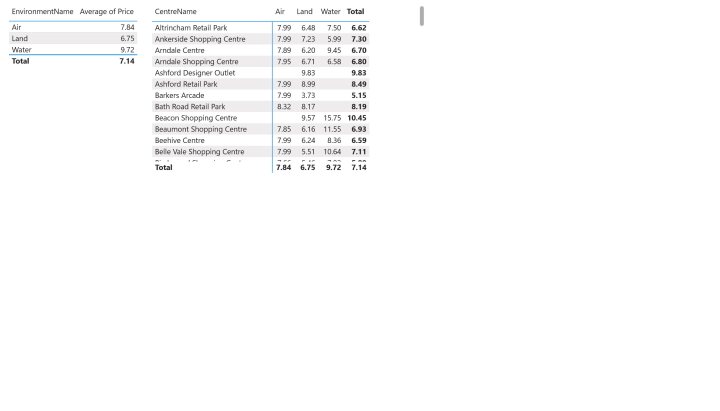 EnvironmentName Average of Price
Air 7.84
Land 6.75
Water 9.72
Total 7.14
CentreName Air Land Water Total
Altrincham Retail Park 7.99 6.48 7.50 6.62
Ankerside Shopping Centre 7.99 7.23 5.99 7.30
Arndale Centre 7.89 6.20 9.45 6.70
Arndale Shopping Centre 7.95 6.71 6.58 6.80
Ashford Designer Outlet 9.83 9.83
Ashford Retail Park 7.99 8.99 8.49
Barkers Arcade 7.99 3.73 5.15
Bath Road Retail Park 8.32 8.17 8.19
Beacon Shopping Centre 9.57 15.75 10.45
Beaumont Shopping Centre 7.85 6.16 11.55 6.93
Beehive Centre 7.99 6.24 8.36 6.59
Belle Vale Shopping Centre 7.99 5.51 10.64 7.11
Total 7.84 6.75 9.72 7.14